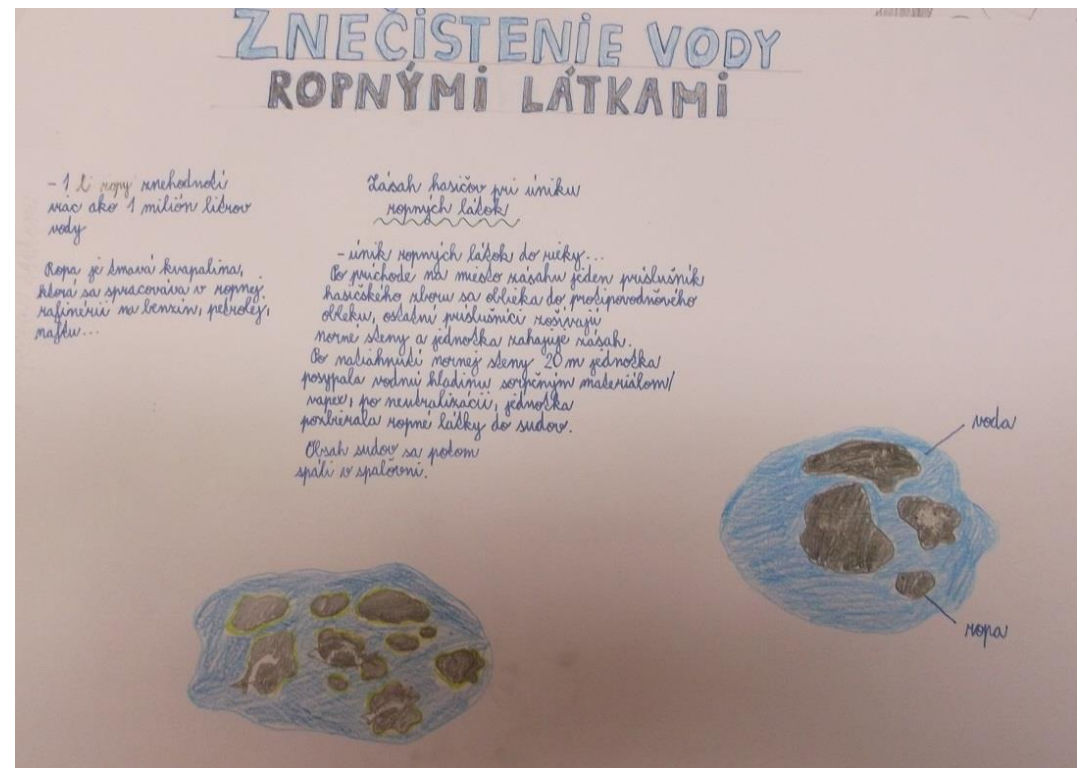 ZNEČISTENIE VODY
ROPNÝMI LÁTKAMI
- 1 l ropy znehodnotí
viac ako 1 milión litrov
vody
Ropa je tmavá kvapalina,
ktorá sa spracováva v ropnej
rafinérii na benzín, petrolej,
naftu...
Zásah hasičov pri úniku
ropných látok
- únik ropných látok do rieky...
Po príchode na miesto zásahu jeden príslušník
hasičského zboru sa oblieka do protipovodňového
obleku, ostatní príslušníci
norné steny a jednotka zahajuje zásah.
Po natiahnutí nornej steny 20 m jednotka
posypala vodnú hladinu sorpčným materiálom/
vapex, po neutralizácii, jednotka
pozbierala ropné látky do sudov.
Obsah sudov sa potom
spáli v spaľovni.
voda
ropa